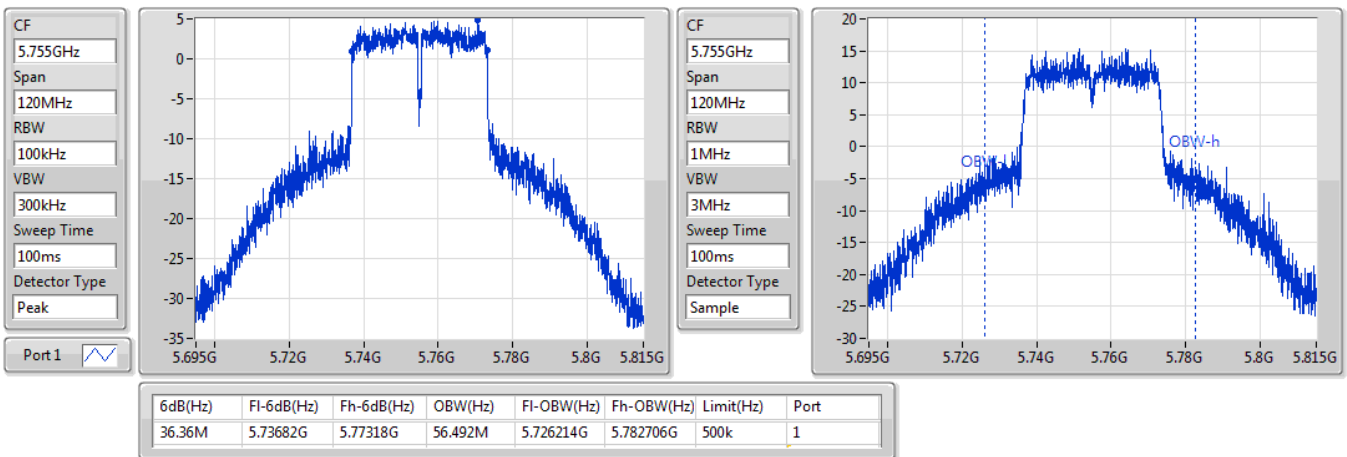 CF
5.755GHz
Span
120MHz
RBW
100kHz
VBW
300kHz
Sweep Time
100ms
Detector Type
Peak
Port 1
5
0
-5
-10
-15
-20
-25
-30
-35
5.695G 5.72G 5.74G 5.76G 5.78G 5.8G 5.815G
CF
5.755GHz
Span
120MHz
RBW
1MHz
VBW
3MHz
Sweep Time
100ms
Detector Type
Sample
20
15
10
5
0
-5
-10
-15
-20
-25
-30
OBW-h
5.695G 5.72G 5.74G 5.76G 5.78G 5.8G 5.815G
6dB(Hz) Fl-6dB(Hz) Fh-6dB(Hz) OBW(Hz) Fl-OBW(Hz) Fh-OBW(Hz) Limit(Hz) Port
36.36M 5.73682G 5.77318G 56.492M 5.726214G 5.782706G 500k 1